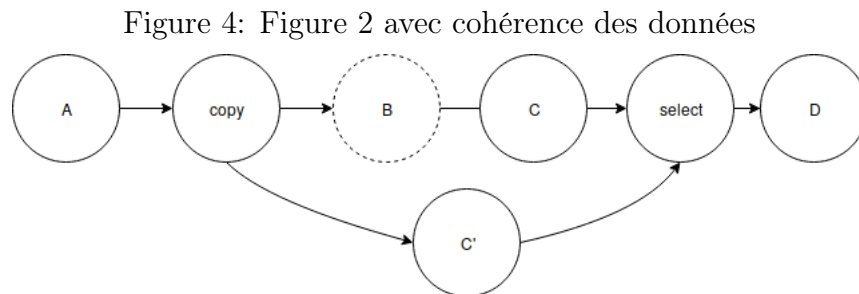 Figure 4: Figure 2 avec cohérence des données
A
copy
B
C
select
D
C'